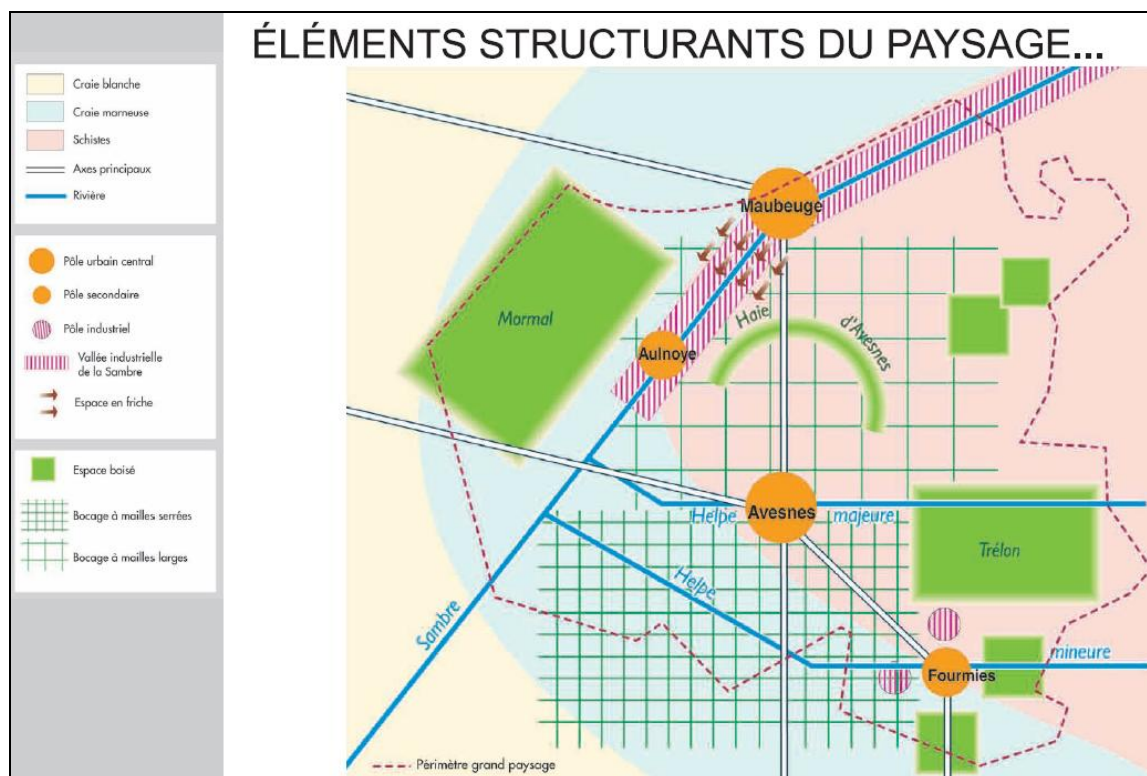 ÉLÉMENTS STRUCTURANTS DU PAYSAGE...
Craie blanche
Craie marneuse
Schistes
Axes principaux
Rivière
Pôle urbain central
Pôle secondaire
Pôle industriel
Vallée industrielle
de la Sambre
Espace en friche
Espace boisé
Bocage à mailles serrées
Bocage à mailles larges
Maubeuge
Mormal
Haie
d'Avesnes
Aulnoye
Helpe
Avesnes
majeure
Trélon
Helpe
Sambre
mineure
Fourmies
Périmètre grand paysage